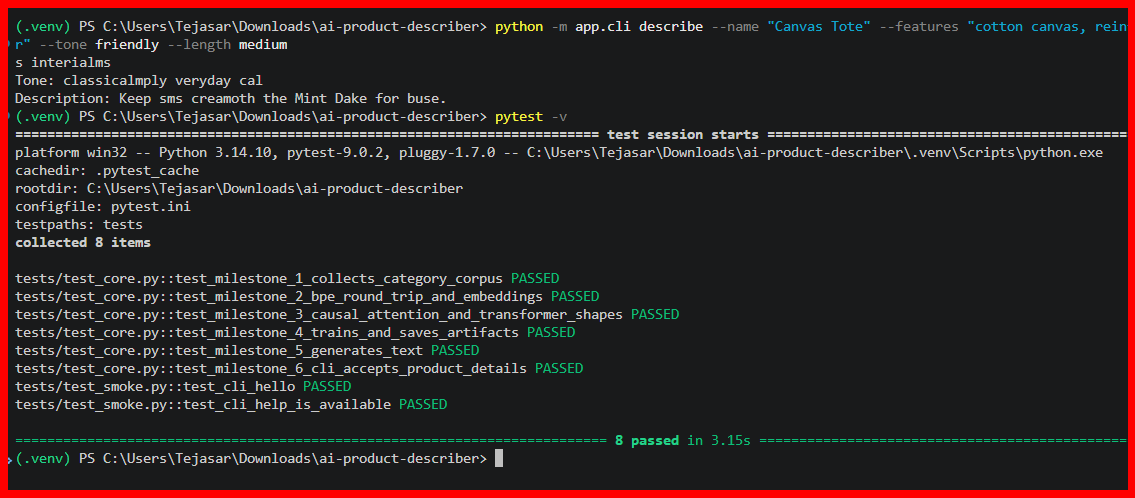 (.venv) PS C:\Users\Tejasar\Downloads\ai-product-describer> python -m app.cli describe --name "Canvas Tote" --features "cotton canvas, rein
r" --tone friendly --length medium
s interialms
Tone: classicalmply veryday cal
Description: Keep sms creamoth the Mint Dake for buse.
(.venv) PS C:\Users\Tejasar\Downloads\ai-product-describer> pytest -v
========================================================================= test session starts =============================================
platform win32 -- Python 3.14.10, pytest-9.0.2, pluggy-1.7.0 -- C:\Users\Tejasar\Downloads\ai-product-describer\.venv\Scripts\python.exe
cachedir: .pytest_cache
rootdir: C:\Users\Tejasar\Downloads\ai-product-describer
configfile: pytest.ini
testpaths: tests
collected 8 items
tests/test_core.py::test_milestone_1_collects_category_corpus PASSED
tests/test_core.py::test_milestone_2_bpe_round_trip_and_embeddings PASSED
tests/test_core.py::test_milestone_3_causal_attention_and_transformer_shapes PASSED
tests/test_core.py::test_milestone_4_trains_and_saves_artifacts PASSED
tests/test_core.py::test_milestone_5_generates_text PASSED
tests/test_core.py::test_milestone_6_cli_accepts_product_details PASSED
tests/test_smoke.py::test_cli_hello PASSED
tests/test_smoke.py::test_cli_help_is_available PASSED
========================================================================== 8 passed in 3.15s ==============================================
(.venv) PS C:\Users\Tejasar\Downloads\ai-product-describer>